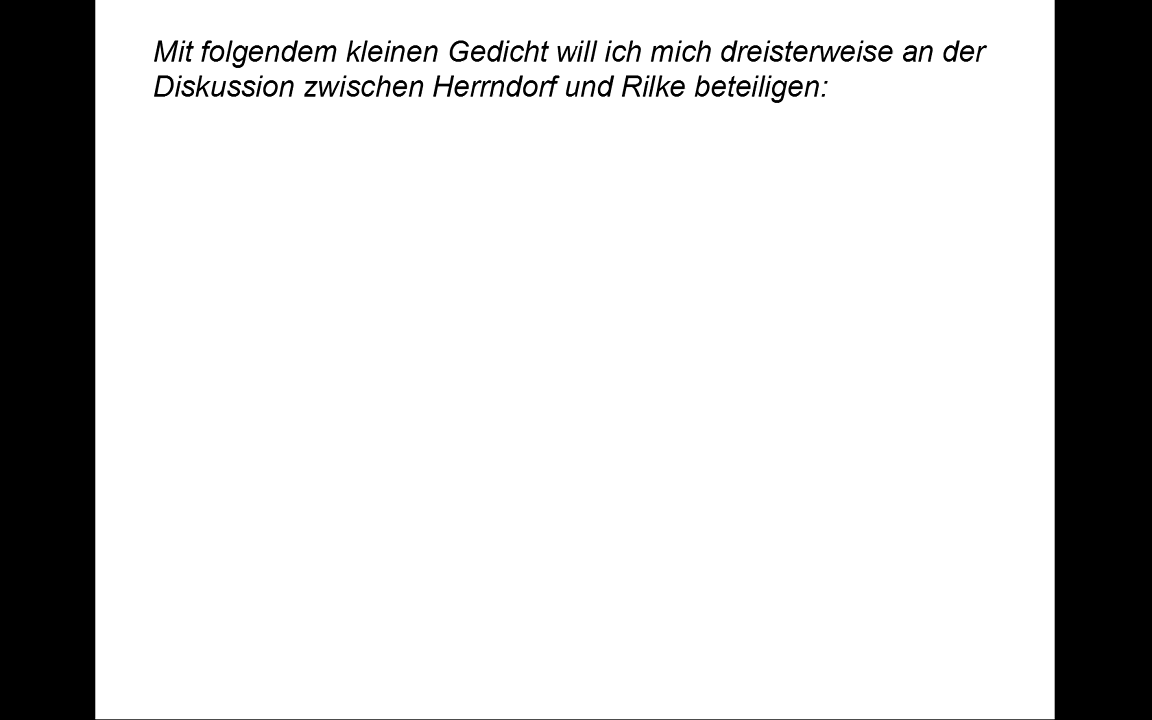 Mit folgendem kleinen Gedicht will ich mich dreisterweise an der
Diskussion zwischen Herrndorf und Rilke beteiligen: